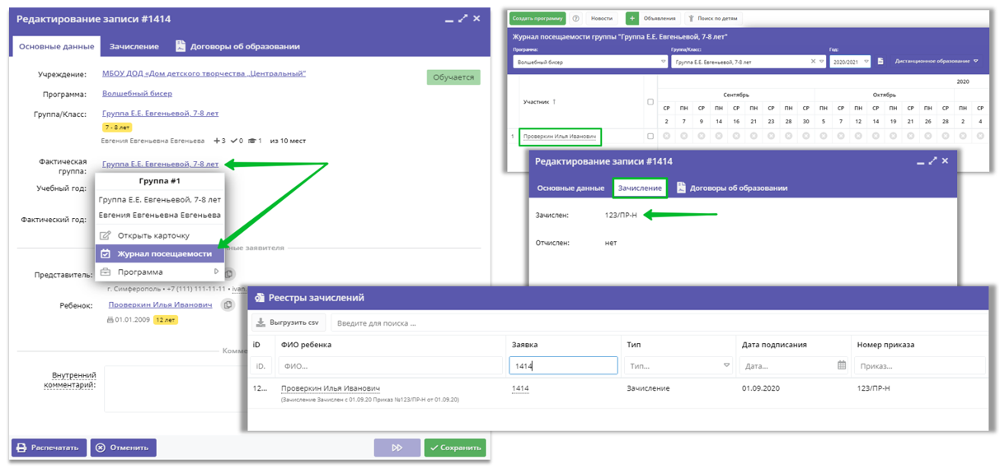 Редактирование записи #1414
Основные данные
Зачисление
Договоры об образовании
Учреждение:
МБОУ ДОД «Дом детского творчества „Центральный"
Обучается
Программа:
Волшебный бисер
Группа/Класс:
Группа Е.Е. Евгеньевой, 7-8 лет
7 - 8 лет
Евгения Евгеньевна Евгеньева +3 ✓0 1 из 10 мест
Фактическая
группа:
Группа Е.Е. Евгеньевой, 7-8 лет
Учебный год:
Фактический год:
Группа #1
Группа Е.Е. Евгеньевой, 7-8 лет
Евгения Евгеньевна Евгеньева
Открыть карточку
Журнал посещаемости
Программа
ные заявителя
Представитель:
г. Симферополь • +7 (111) 111-11-11 • ivan.
Ребенок:
Проверкин Илья Иванович
01.01.2009 12 лет
Комме
Внутренний
комментарий:
Распечатать
Отменить
Сохранить
Создать программу
Новости
+ Объявления
Поиск по детям
Журнал посещаемости группы "Группа Е.Е. Евгеньевой, 7-8 лет"
Программа:
Группа/Класс:
Год:
Волшебный бисер
Группа Е.Е. Евгеньевой, 7-8 лет
2020/2021
Дистанционное образование
2020
Участник ↑
Сентябрь
Октябрь
СР ПН СР ПН СР ПН СР ПН СР ПН СР ПН СР ПН СР ПН СР ПН СР
2 7 9 14 16 21 23 28 30 5 7 12 14 19 21 26 28 2 4
1 Проверкин Илья Иванович
Редактирование записи #1414
Основные данные
Зачисление
Договоры об образовании
Зачислен:
123/ПР-Н
Отчислен:
нет
Реестры зачислений
Выгрузить csv
Введите для поиска ...
iD
ФИО ребенка
Заявка
Тип
Дата подписания
Номер приказа
iD.
ФИО...
1414
Тип...
Дата...
Приказ...
12...
Проверкин Илья Иванович
1414
Зачисление
01.09.2020
123/ПР-Н
(Зачисление Зачислен с 01.09.20 Приказ №123/ПР-Н от 01.09.20)